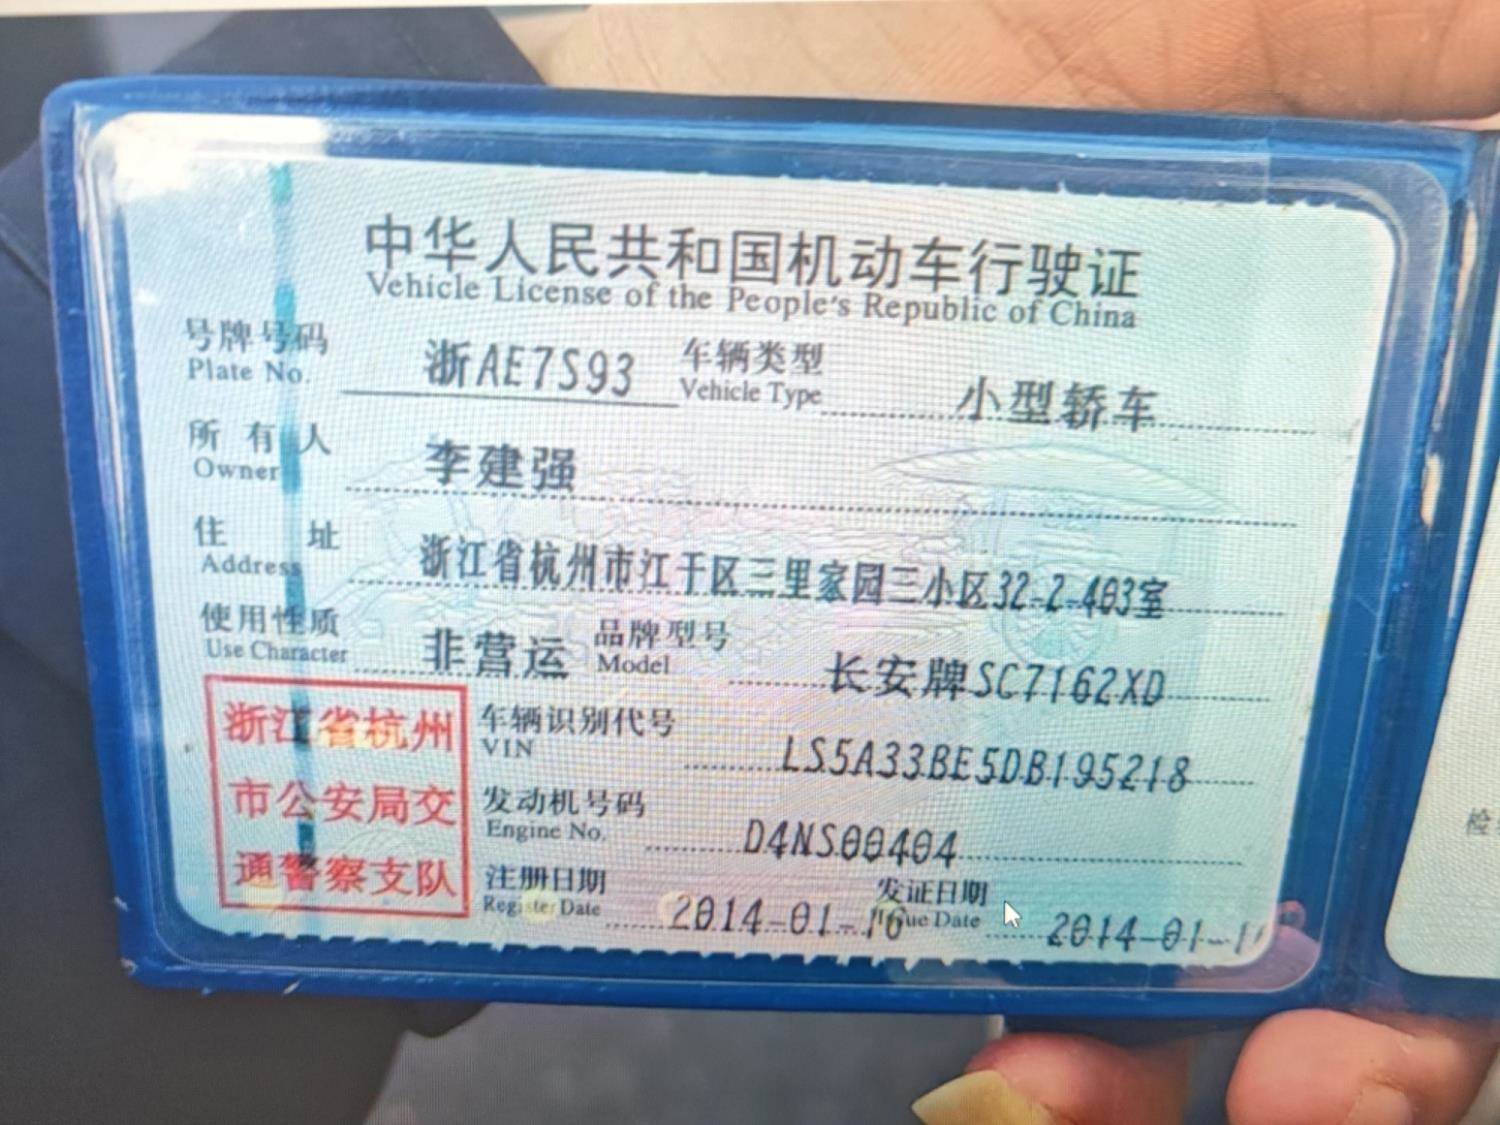 中华人民共和国机动车行驶证
Vehicle License of the People's Republic of China
号牌号码 浙AE7S93 车辆类型 小型轿车
Plate No. Vehicle Type
所有人 李建强
Owner
住址 浙江省杭州市江干区三里家园三小区32-2-403室
Address
使用性质 非营运 品牌型号 长安牌SC7162XD
Use Character Model
浙江省杭州
市公安局交
通警察支队
车辆识别代号 LS5A33BE5DB195218
VIN
发动机号码 D4NS00404
Engine No.
注册日期 2014-01-16 发证日期 2014-01-1
Register Date Issue Date
检